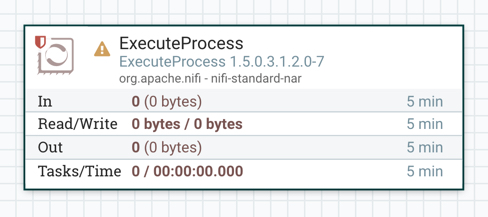 ExecuteProcess
ExecuteProcess 1.5.0.3.1.2.0-7
org.apache.nifi - nifi-standard-nar
In 0 (0 bytes) 5 min
Read/Write 0 bytes / 0 bytes 5 min
Out 0 (0 bytes) 5 min
Tasks/Time 0 / 00:00:00.000 5 min